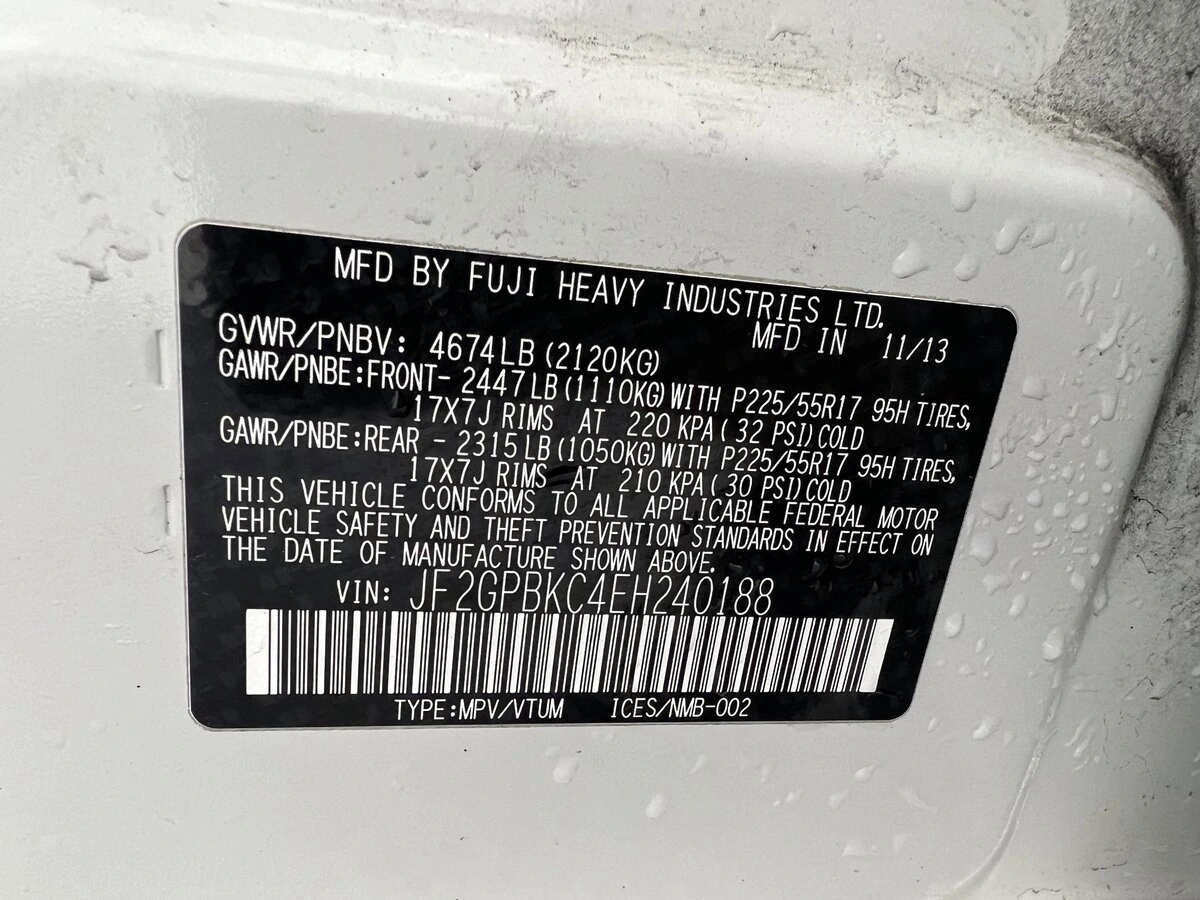 MFD BY FUJI HEAVY INDUSTRIES LTD.
MFD IN 11/13
GVWR/PNBV: 4674LB (2120KG)
GAWR/PNBE:FRONT- 2447LB (1110KG) WITH P225/55R17 95H TIRES,
17X7J RIMS AT 220 KPA( 32 PSI) COLD
GAWR/PNBE:REAR - 2315LB (1050KG) WITH P225/55R17 95H TIRES,
17X7J RIMS AT 210 KPA( 30 PSI) COLD
THIS VEHICLE CONFORMS TO ALL APPLICABLE FEDERAL MOTOR
VEHICLE SAFETY AND THEFT PREVENTION STANDARDS IN EFFECT ON
THE DATE OF MANUFACTURE SHOWN ABOVE.
VIN: JF2GPBKC4EH240188
TYPE:MPV/VTUM ICES/NMB-002